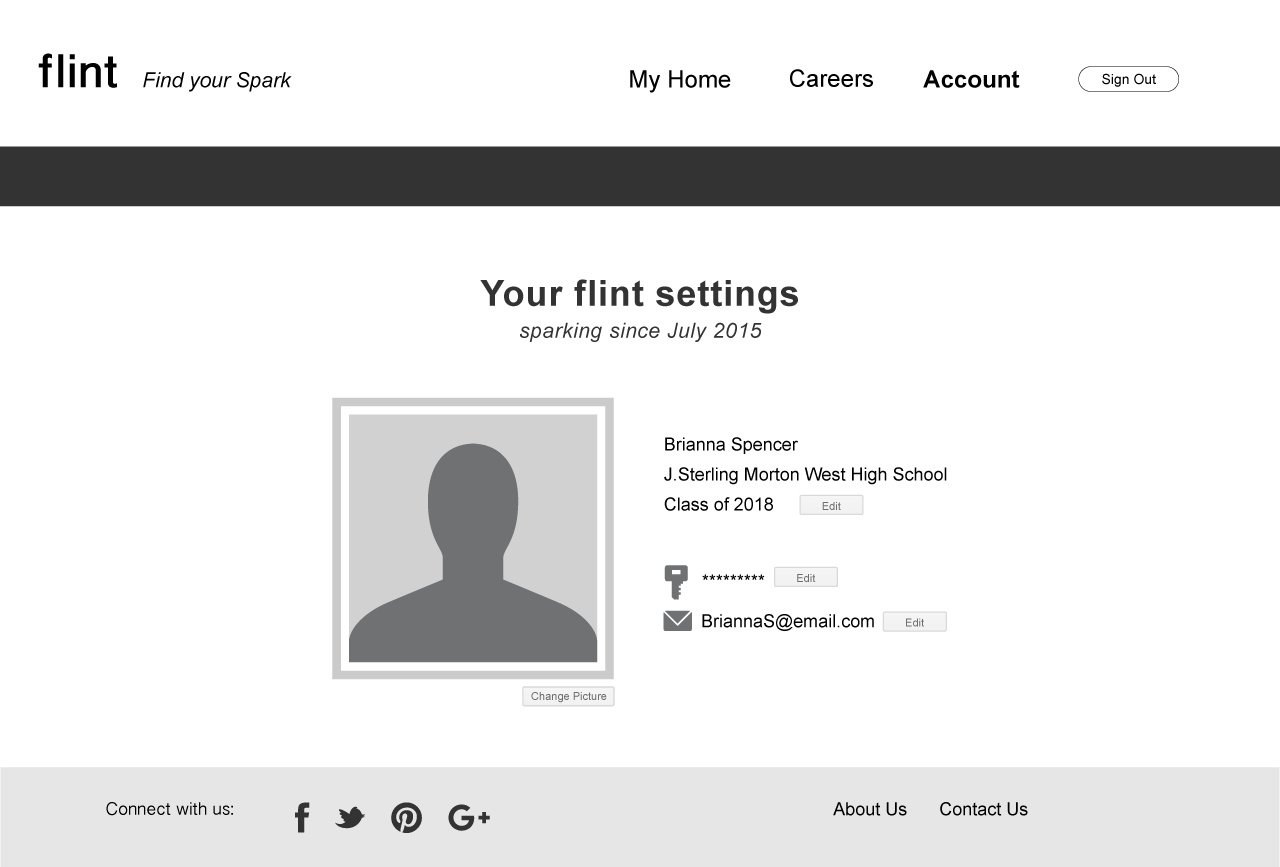 flint Find your Spark My Home Careers Account Sign Out
Your flint settings
sparking since July 2015
Brianna Spencer
J.Sterling Morton West High School
Class of 2018 Edit
********* Edit
BriannaS@email.com Edit
Change Picture
Connect with us: f G+ About Us Contact Us